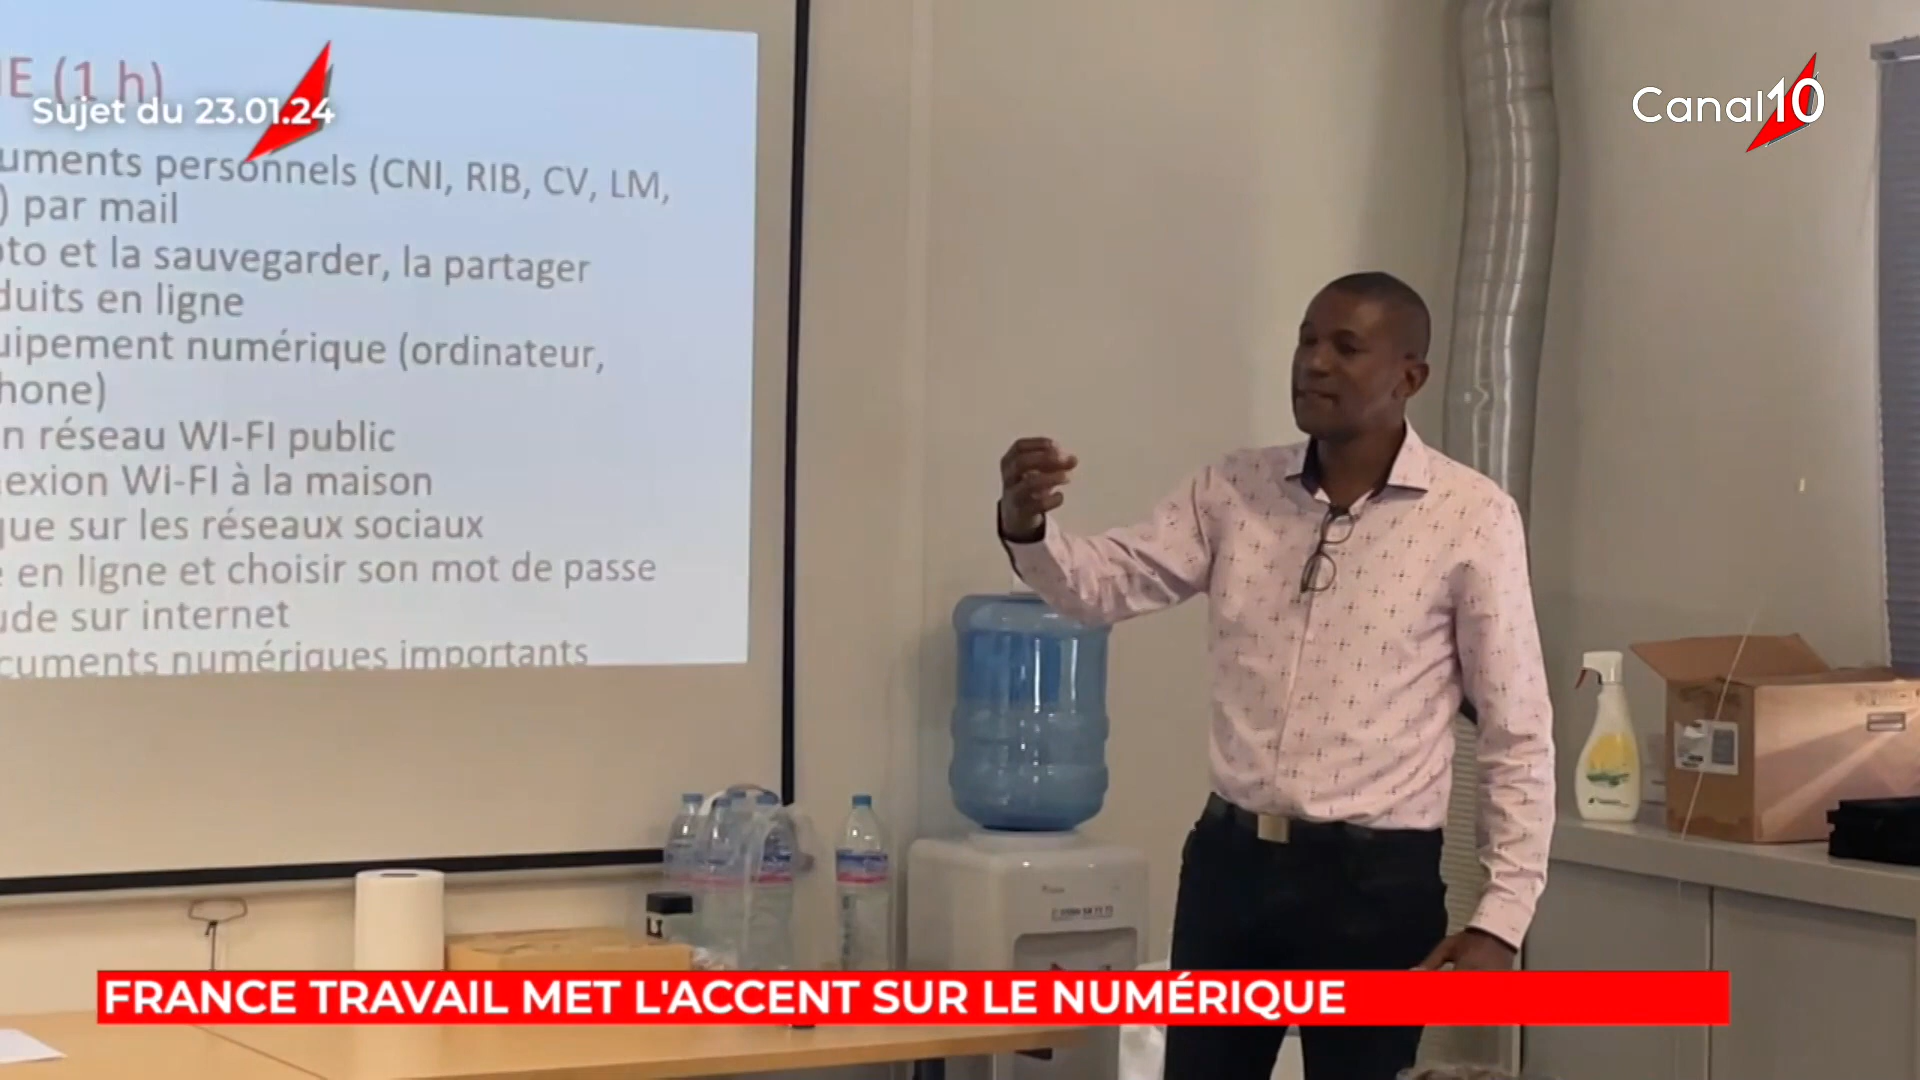 E (1 h)
Sujet du 23.01.24
Canal10
uments personnels (CNI, RIB, CV, LM,
) par mail
oto et la sauvegarder, la partager
duits en ligne
uipement numérique (ordinateur,
hone)
n réseau WI-FI public
exion Wi-FI à la maison
que sur les réseaux sociaux
en ligne et choisir son mot de passe
ude sur internet
cuments numériques importants
FRANCE TRAVAIL MET L'ACCENT SUR LE NUMÉRIQUE